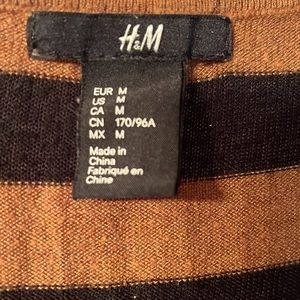 H&M
EUR M
US M
CA M
CN 170/96A
MX M
Made in
China
Fabriqué en
Chine